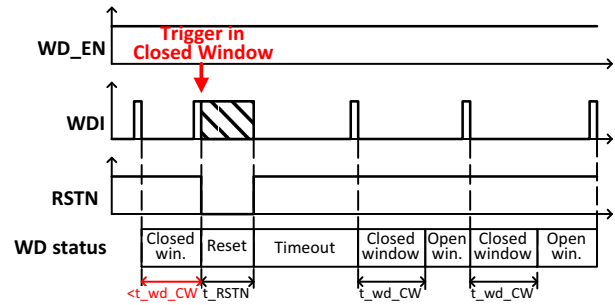 Trigger in
Closed Window
WD_EN
WDI
RSTN
WD status
Closed
win.
Reset
Timeout
Closed
window
Open
win.
Closed
window
Open
win.
<t_wd_CW
t_RSTN
t_wd_CW
t_wd_CW